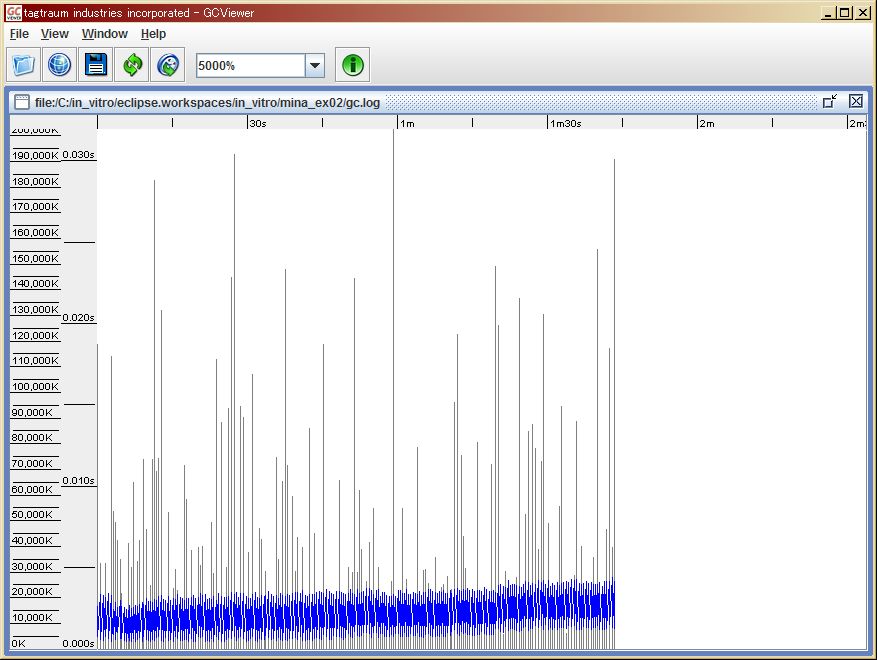 GC VIEWER tagtraum industries incorporated - GCViewer
File View Window Help
5000%
file:/C:/in_vitro/eclipse.workspaces/in_vitro/mina_ex02/gc.log
30s 1m 1m30s 2m
200,000K
190,000K 0.030s
180,000K
170,000K
160,000K
150,000K
140,000K
130,000K 0.020s
120,000K
110,000K
100,000K
90,000K
80,000K
70,000K
60,000K 0.010s
50,000K
40,000K
30,000K
20,000K
10,000K
0K 0.000s